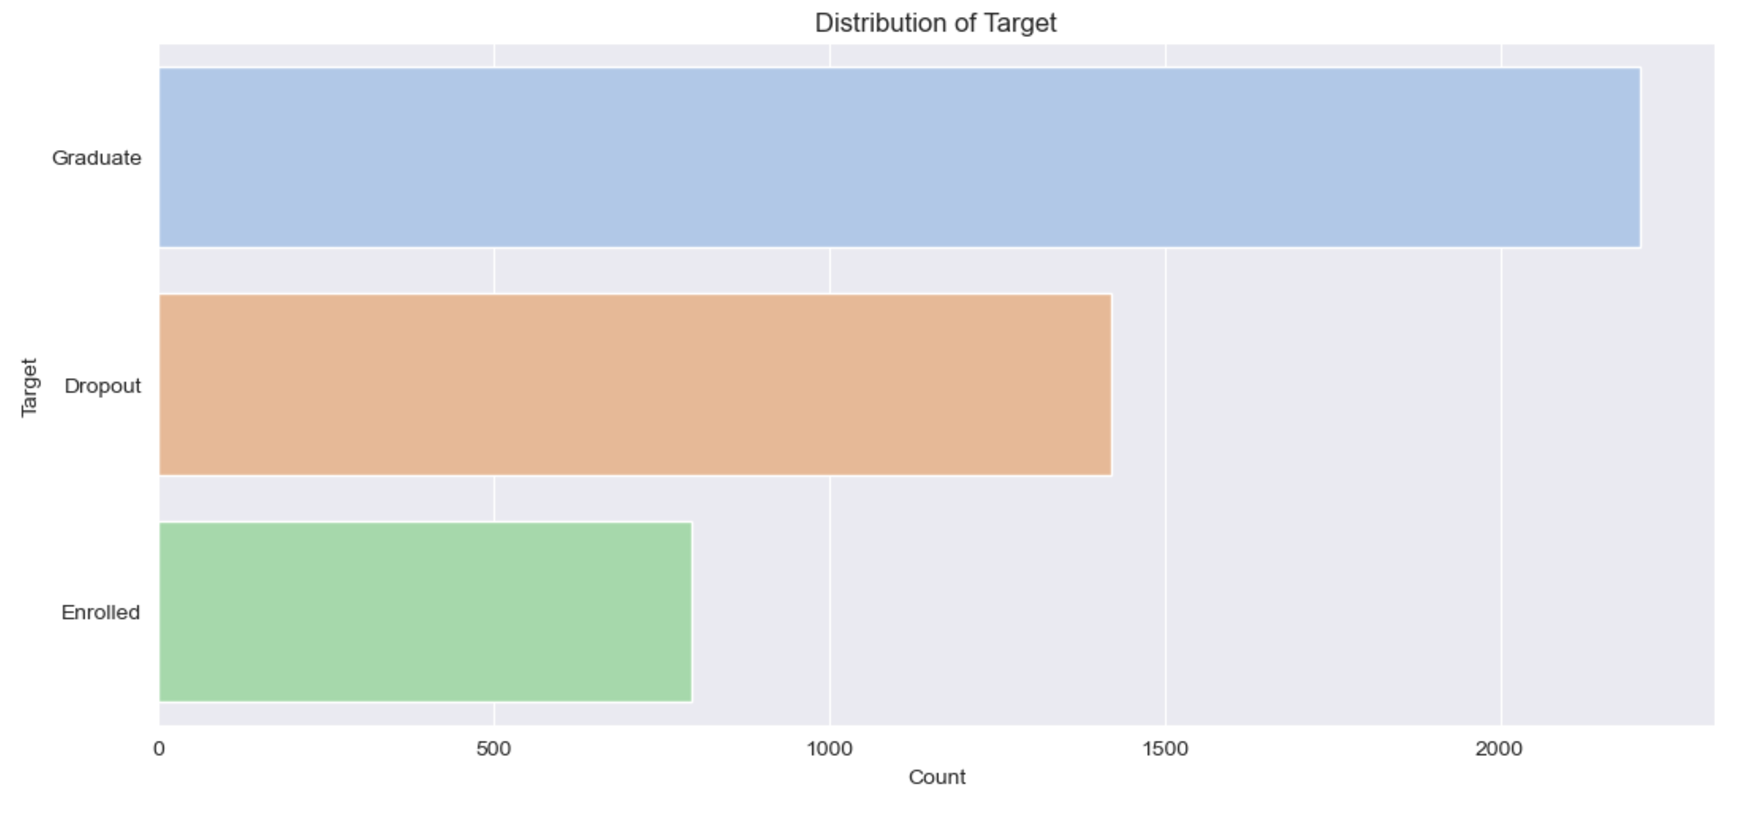 Distribution of Target
Graduate
Dropout
Enrolled
Target
0 500 1000 1500 2000
Count